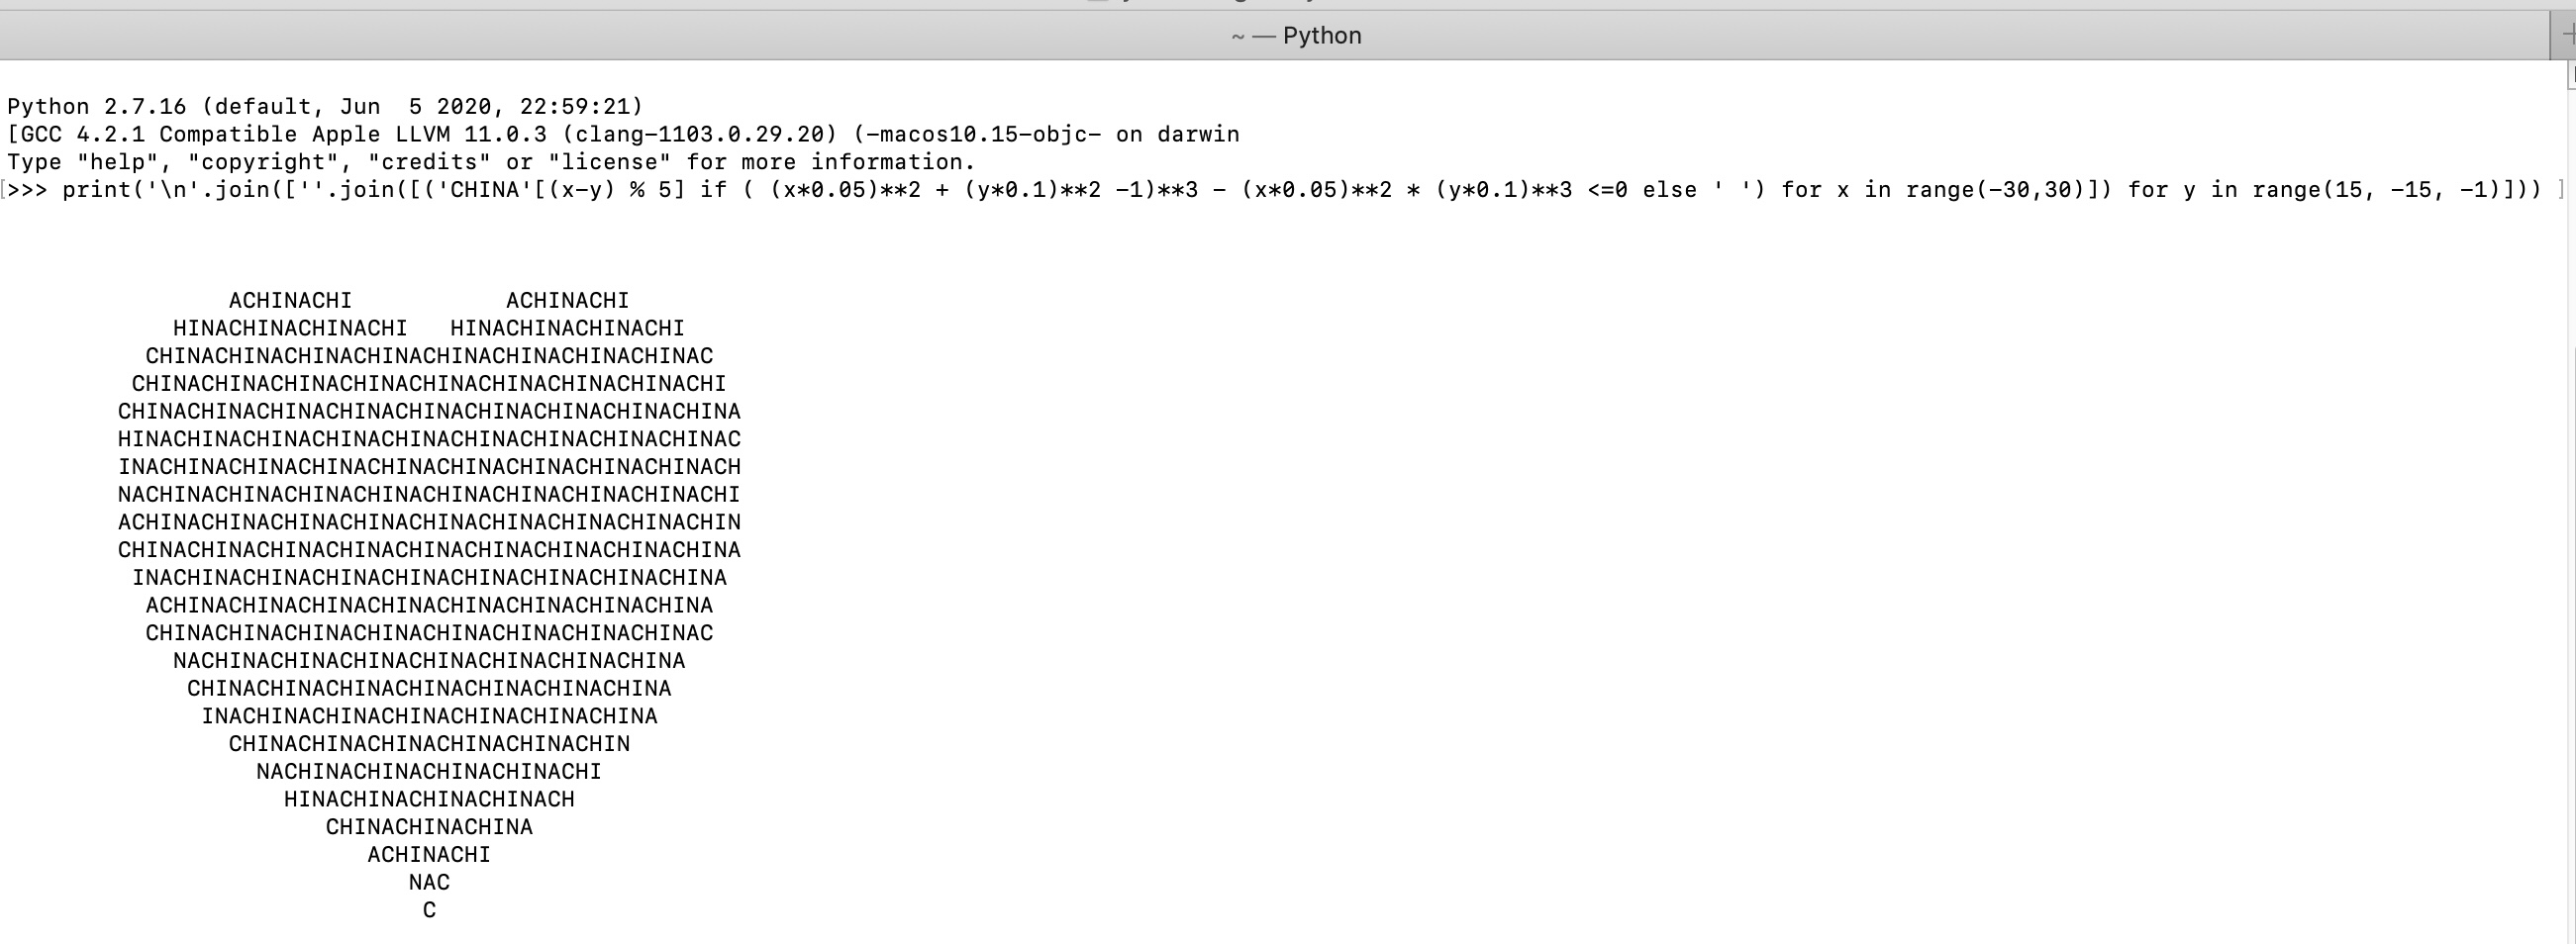 ~ — Python
Python 2.7.16 (default, Jun  5 2020, 22:59:21)
[GCC 4.2.1 Compatible Apple LLVM 11.0.3 (clang-1103.0.29.20) (-macos10.15-objc- on darwin
Type "help", "copyright", "credits" or "license" for more information.
>>> print('\n'.join([''.join([('CHINA'[(x-y) % 5] if ( (x*0.05)**2 + (y*0.1)**2 -1)**3 - (x*0.05)**2 * (y*0.1)**3 <=0 else ' ') for x in range(-30,30)]) for y in range(15, -15, -1)]))
                ACHINACHI           ACHINACHI
            HINACHINACHINACHI   HINACHINACHINACHI
          CHINACHINACHINACHINACHINACHINACHINACHINAC
         CHINACHINACHINACHINACHINACHINACHINACHINACHI
        CHINACHINACHINACHINACHINACHINACHINACHINACHINA
        HINACHINACHINACHINACHINACHINACHINACHINACHINAC
        INACHINACHINACHINACHINACHINACHINACHINACHINACH
        NACHINACHINACHINACHINACHINACHINACHINACHINACHI
        ACHINACHINACHINACHINACHINACHINACHINACHINACHIN
        CHINACHINACHINACHINACHINACHINACHINACHINACHINA
         INACHINACHINACHINACHINACHINACHINACHINACHINA
          ACHINACHINACHINACHINACHINACHINACHINACHINA
          CHINACHINACHINACHINACHINACHINACHINACHINAC
            NACHINACHINACHINACHINACHINACHINACHINA
             CHINACHINACHINACHINACHINACHINACHINA
              INACHINACHINACHINACHINACHINACHINA
                CHINACHINACHINACHINACHINACHIN
                  NACHINACHINACHINACHINACHI
                    HINACHINACHINACHINACH
                       CHINACHINACHINA
                          ACHINACHI
                             NAC
                              C